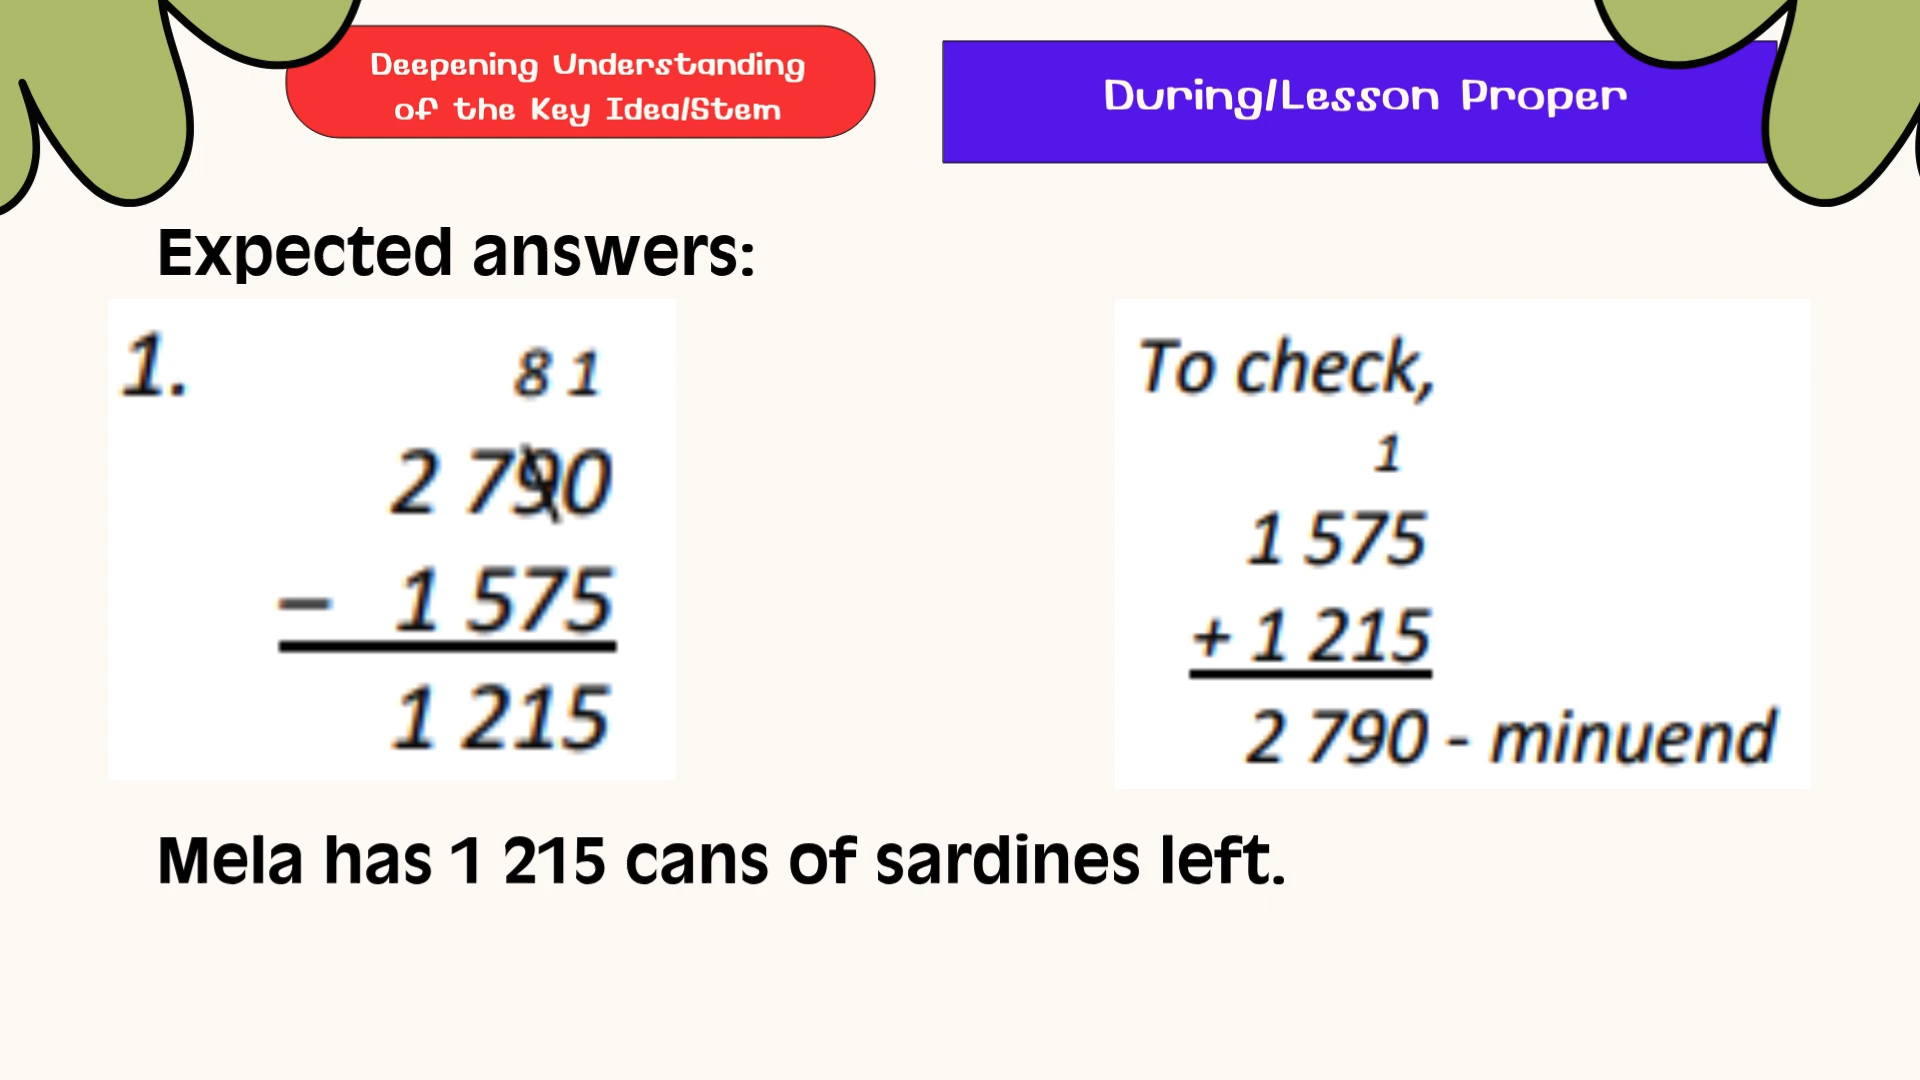 Deepening Understanding
of the Key Idea/Stem
During/Lesson Proper
Expected answers:
1.
8 1
2 790
– 1 575
1 215
To check,
1
1 575
+ 1 215
2 790 - minuend
Mela has 1 215 cans of sardines left.